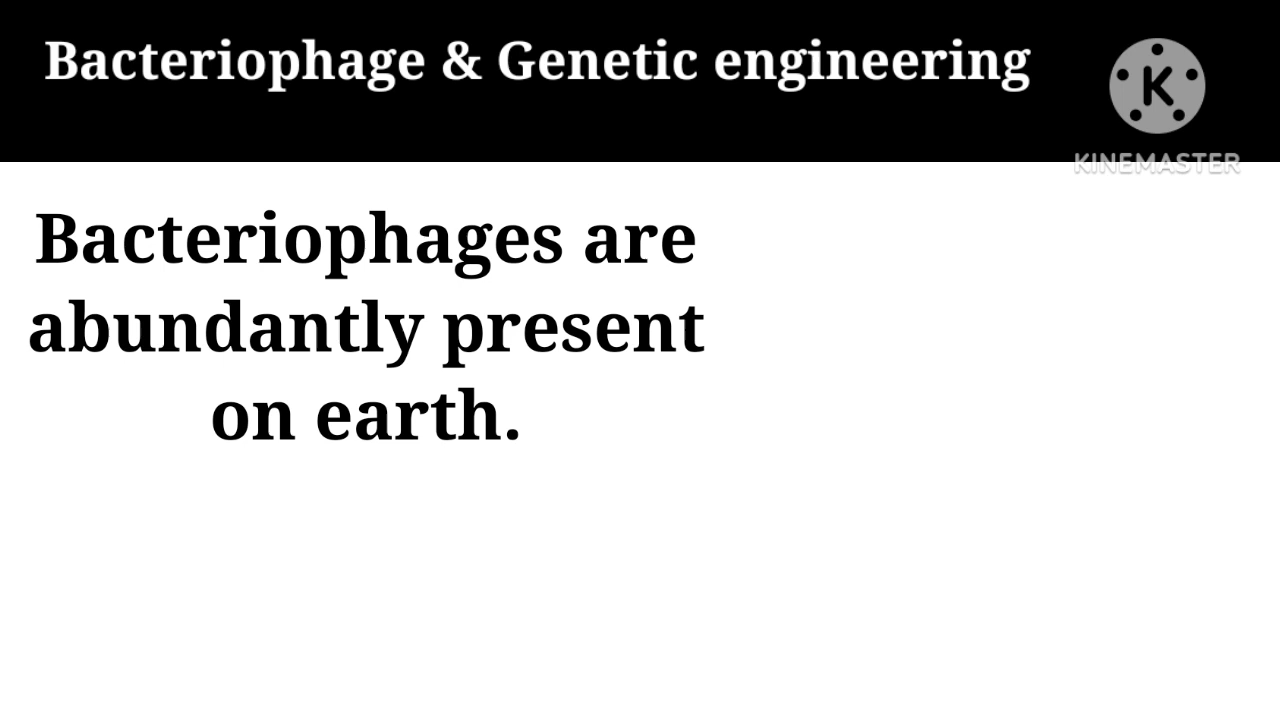 Bacteriophage & Genetic engineering
K
KINEMASTER
Bacteriophages are
abundantly present
on earth.